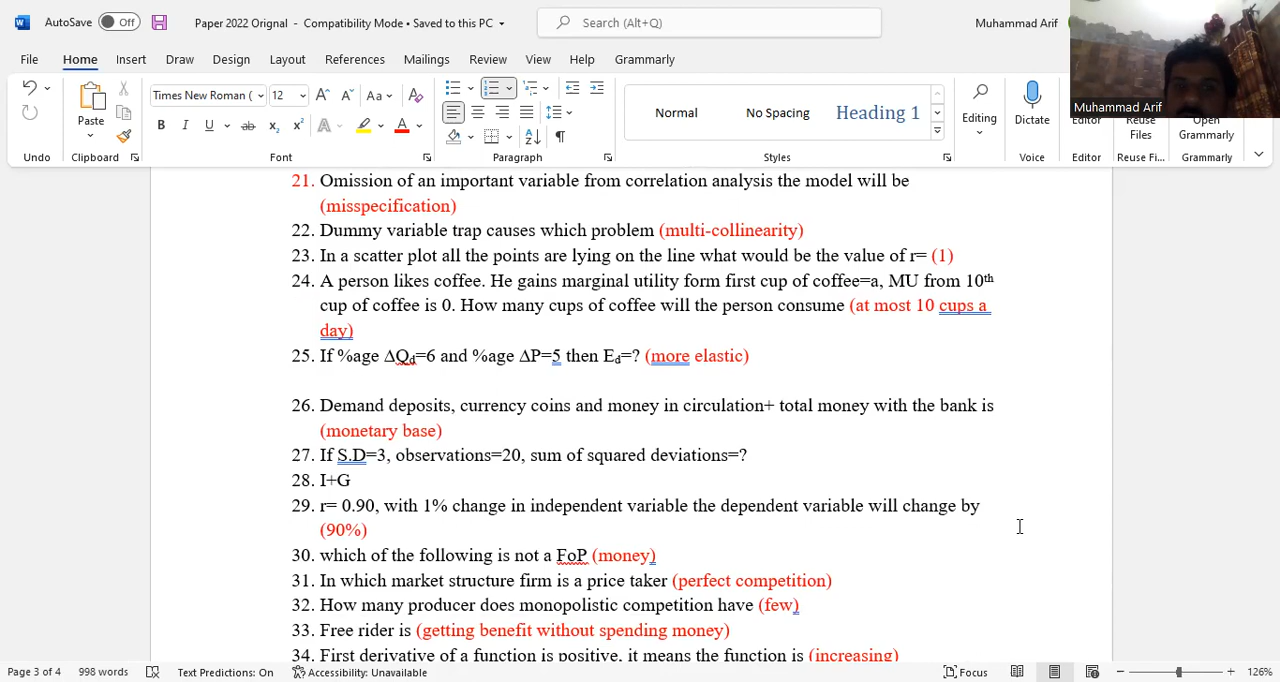 AutoSave Off Paper 2022 Orignal - Compatibility Mode • Saved to this PC Search (Alt+Q) Muhammad Arif
File Home Insert Draw Design Layout References Mailings Review View Help Grammarly
Times New Roman ( 12 A A Aa A Normal No Spacing Heading 1
Paste B I U ab x₂ x² A A Editing Dictate Editor Reuse Files Open Grammarly
Undo Clipboard Font Paragraph Styles Voice Editor Reuse Fi... Grammarly
Muhammad Arif
21. Omission of an important variable from correlation analysis the model will be
(misspecification)
22. Dummy variable trap causes which problem (multi-collinearity)
23. In a scatter plot all the points are lying on the line what would be the value of r= (1)
24. A person likes coffee. He gains marginal utility form first cup of coffee=a, MU from 10th
cup of coffee is 0. How many cups of coffee will the person consume (at most 10 cups a
day)
25. If %age ΔQd=6 and %age ΔP=5 then Ed=? (more elastic)
26. Demand deposits, currency coins and money in circulation+ total money with the bank is
(monetary base)
27. If S.D=3, observations=20, sum of squared deviations=?
28. I+G
29. r= 0.90, with 1% change in independent variable the dependent variable will change by
(90%)
30. which of the following is not a FoP (money)
31. In which market structure firm is a price taker (perfect competition)
32. How many producer does monopolistic competition have (few)
33. Free rider is (getting benefit without spending money)
34. First derivative of a function is positive, it means the function is (increasing)
Page 3 of 4 998 words Text Predictions: On Accessibility: Unavailable Focus 126%